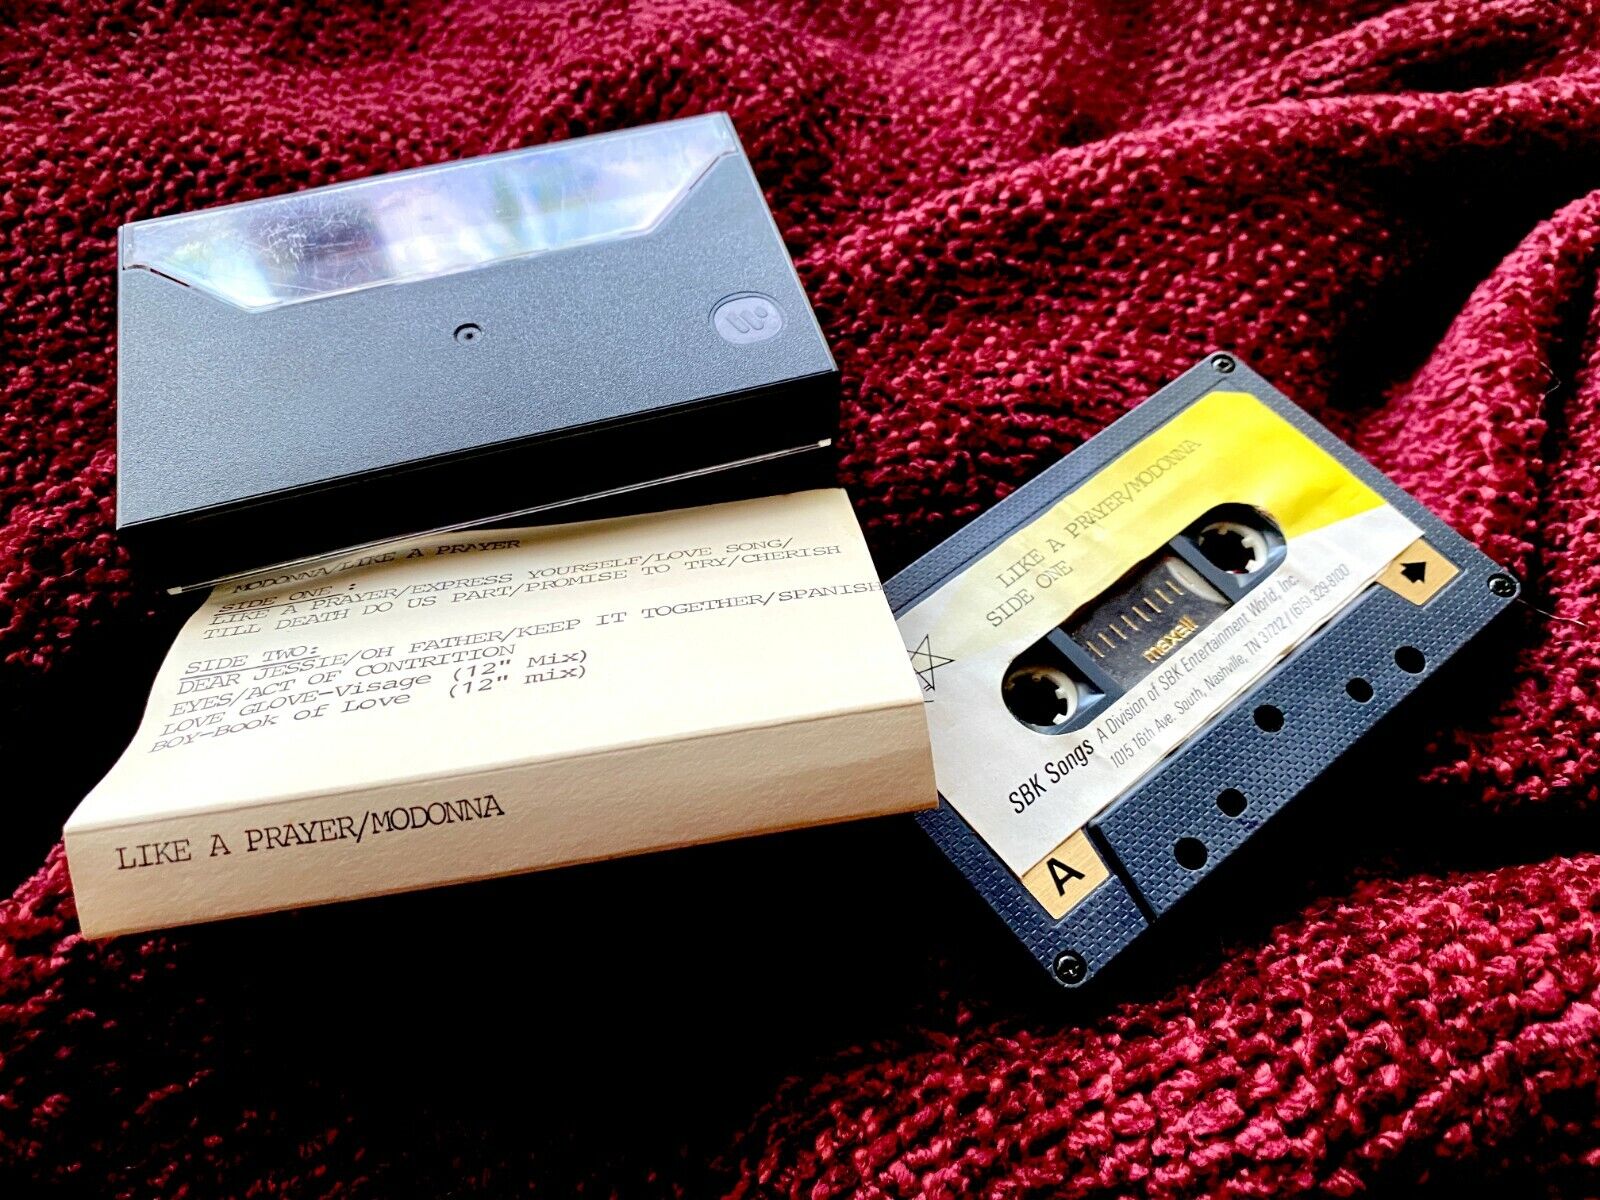 MODONNA/LIKE A PRAYER
SIDE ONE :
LIKE A PRAYER/EXPRESS YOURSELF/LOVE SONG/
TILL DEATH DO US PART/PROMISE TO TRY/CHERISH
SIDE TWO:
DEAR JESSIE/OH FATHER/KEEP IT TOGETHER/SPANISH
EYES/ACT OF CONTRITION
LOVE GLOVE-Visage (12" Mix)
BOY-Book of Love (12" mix)
LIKE A PRAYER/MODONNA
LIKE A PRAYER/MODONNA
SIDE ONE
maxell
SBK Songs A Division of SBK Entertainment World, Inc.
1015 16th Ave. South, Nashville, TN 37212 / (615) 329-8100
A